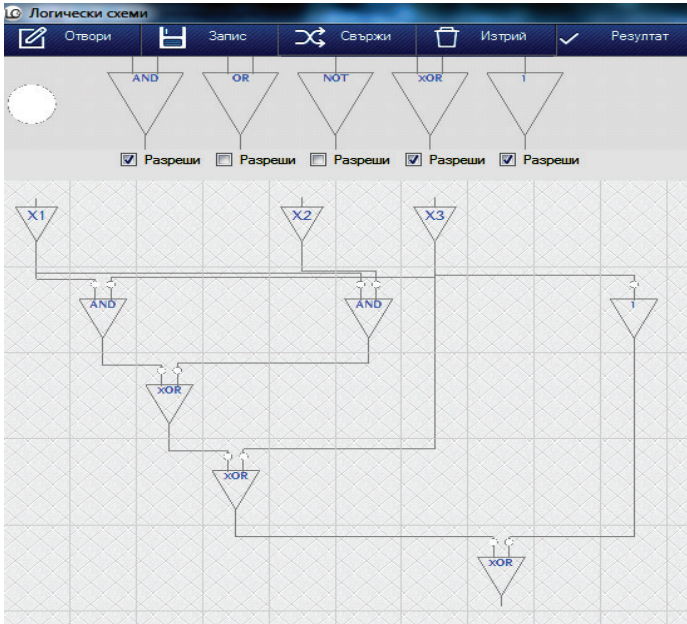 LC Логически схеми
Отвори Запис Свържи Изтрий Резултат
AND OR NOT xOR 1
Разреши Разреши Разреши Разреши Разреши
X1 X2 X3
AND AND 1
xOR
xOR
xOR